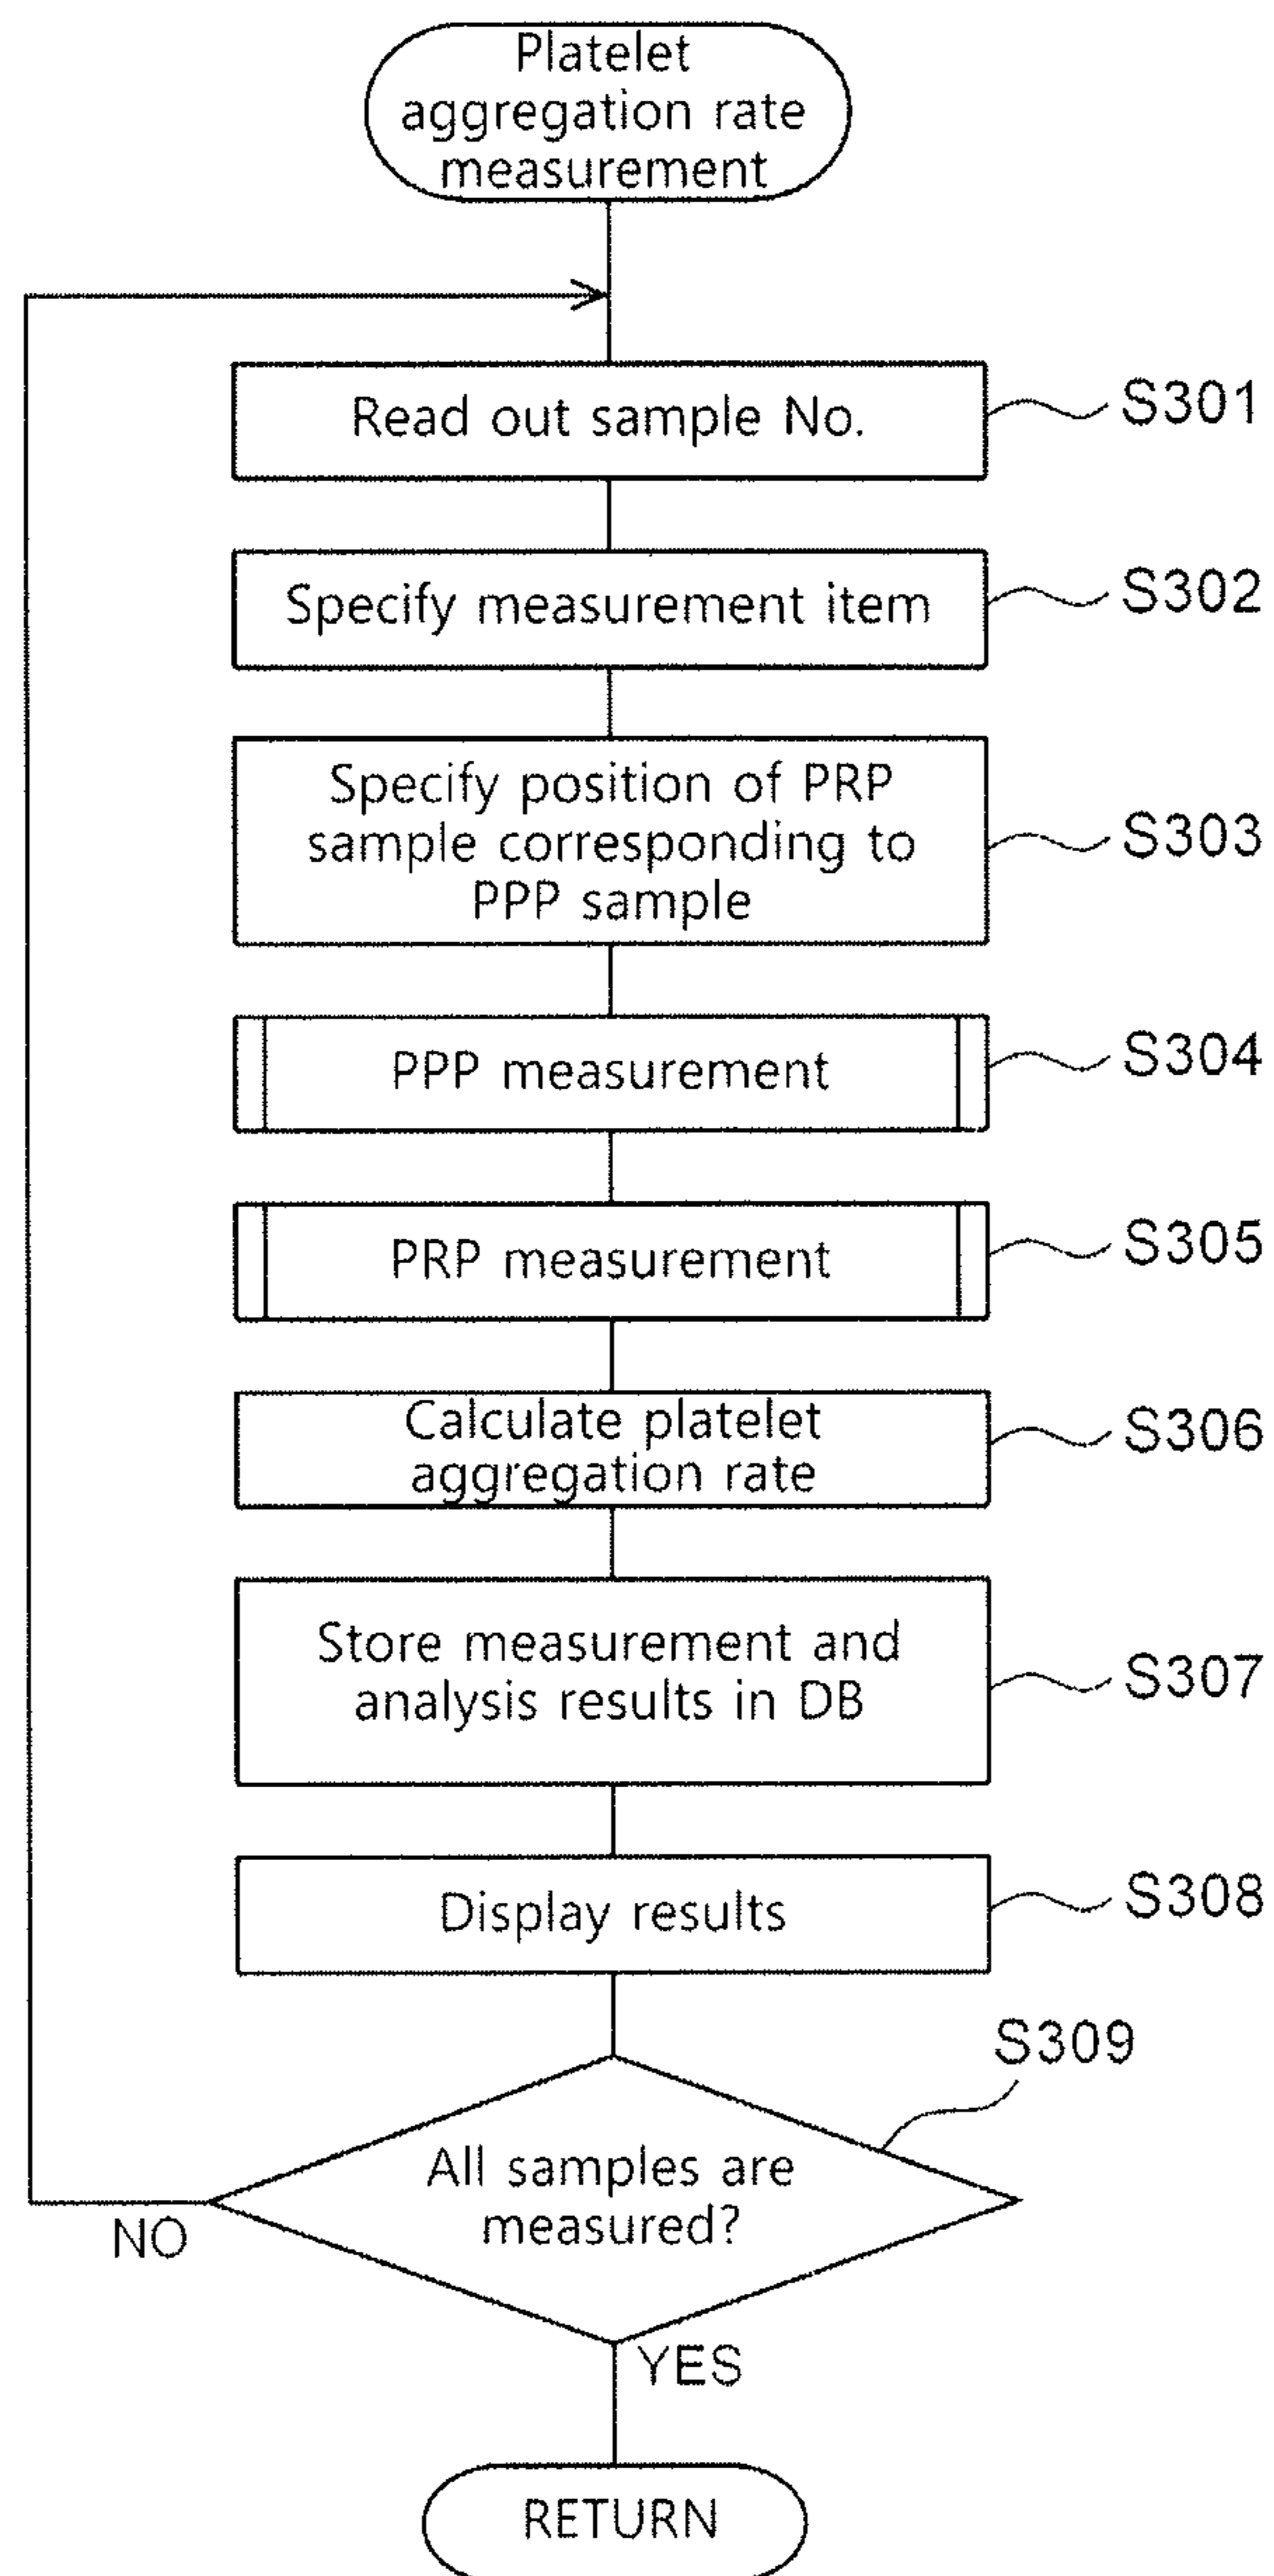 Platelet
aggregation rate
measurement
Read out sample No.
S301
Specify measurement item
S302
Specify position of PRP
sample corresponding to
PPP sample
S303
PPP measurement
S304
PRP measurement
S305
Calculate platelet
aggregation rate
S306
Store measurement and
analysis results in DB
S307
Display results
S308
S309
All samples are
measured?
NO
YES
RETURN